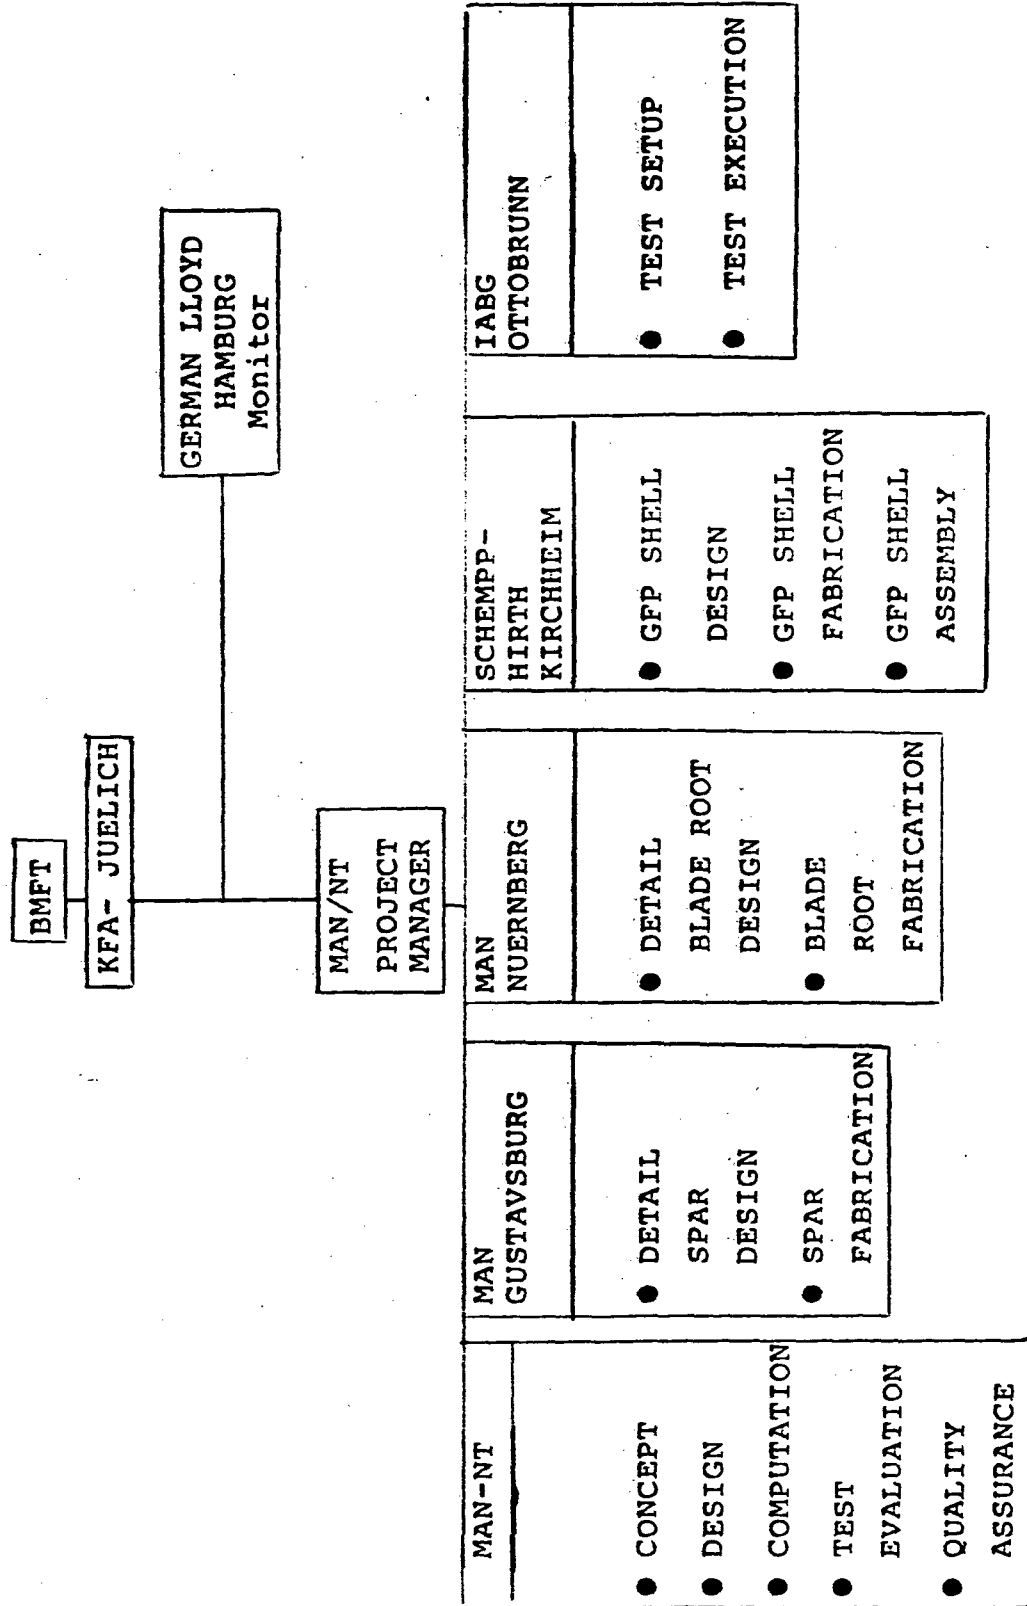 BMFT
KFA- JUELICH
GERMAN LLOYD
HAMBURG
Monitor
MAN/NT
PROJECT
MANAGER
MAN-NT
● CONCEPT
● DESIGN
● COMPUTATION
● TEST
EVALUATION
● QUALITY
ASSURANCE
MAN
GUSTAVSBURG
● DETAIL
SPAR
DESIGN
● SPAR
FABRICATION
MAN
NUERNBERG
● DETAIL
BLADE ROOT
DESIGN
● BLADE
ROOT
FABRICATION
SCHEMPP-
HIRTH
KIRCHHEIM
● GFP SHELL
DESIGN
● GFP SHELL
FABRICATION
● GFP SHELL
ASSEMBLY
IABG
OTTOBRUNN
● TEST SETUP
● TEST EXECUTION